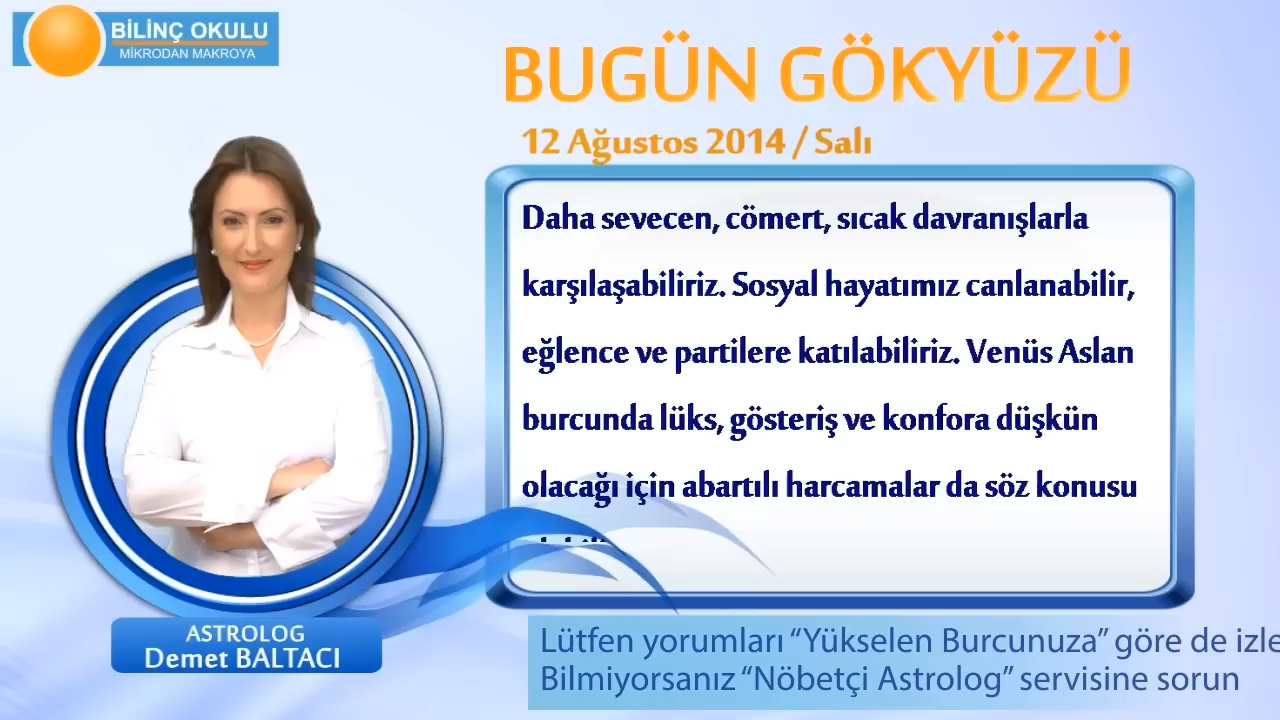 BİLİNÇ OKULU
MİKRODAN MAKROYA
BUGÜN GÖKYÜZÜ
12 Ağustos 2014 / Salı
Daha sevecen, cömert, sıcak davranışlarla
karşılaşabiliriz. Sosyal hayatımız canlanabilir,
eğlence ve partilere katılabiliriz. Venüs Aslan
burcunda lüks, gösteriş ve konfora düşkün
olacağı için abartılı harcamalar da söz konusu
ASTROLOG
Demet BALTACI
Lütfen yorumları “Yükselen Burcunuza” göre de izle
Bilmiyorsanız “Nöbetçi Astrolog” servisine sorun